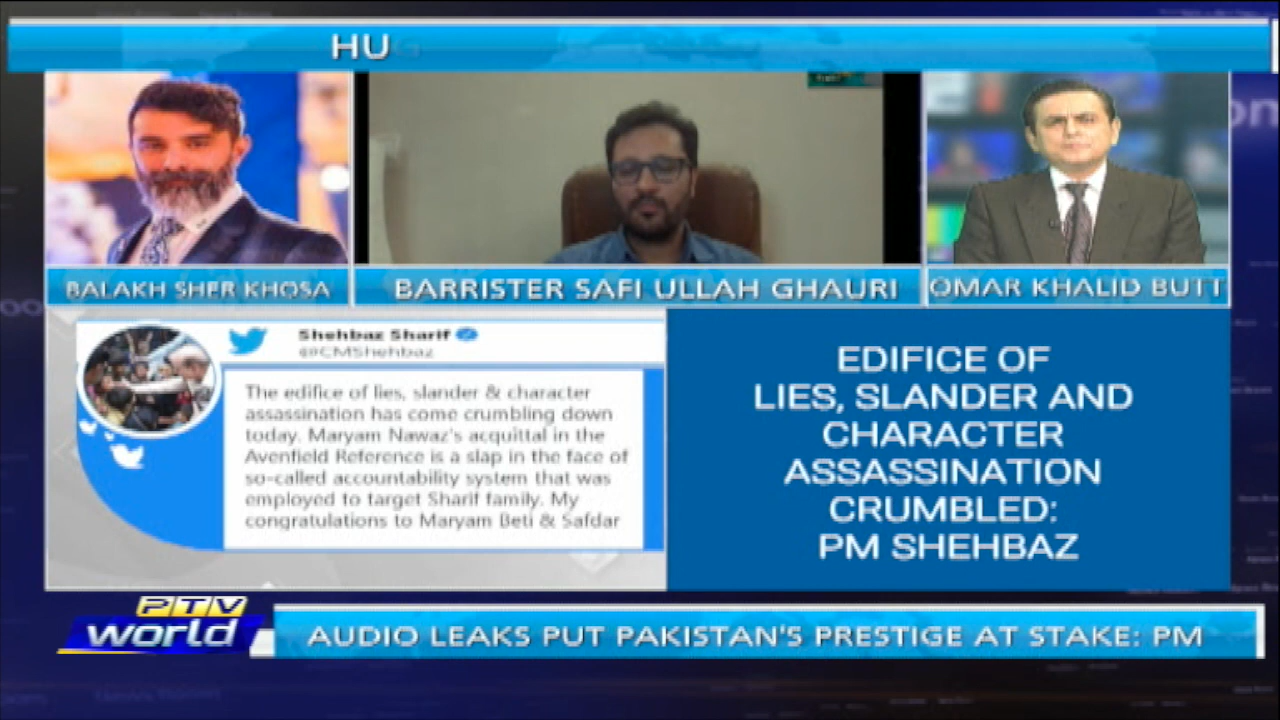 HU
BALAKH SHER KHOSA
BARRISTER SAFI ULLAH GHAURI
OMAR KHALID BUTT
Shehbaz Sharif
@CMShehbaz
The edifice of lies, slander & character
assassination has come crumbling down
today. Maryam Nawaz's acquittal in the
Avenfield Reference is a slap in the face of
so-called accountability system that was
employed to target Sharif family. My
congratulations to Maryam Beti & Safdar
EDIFICE OF
LIES, SLANDER AND
CHARACTER
ASSASSINATION
CRUMBLED:
PM SHEHBAZ
PTV
world
AUDIO LEAKS PUT PAKISTAN'S PRESTIGE AT STAKE: PM